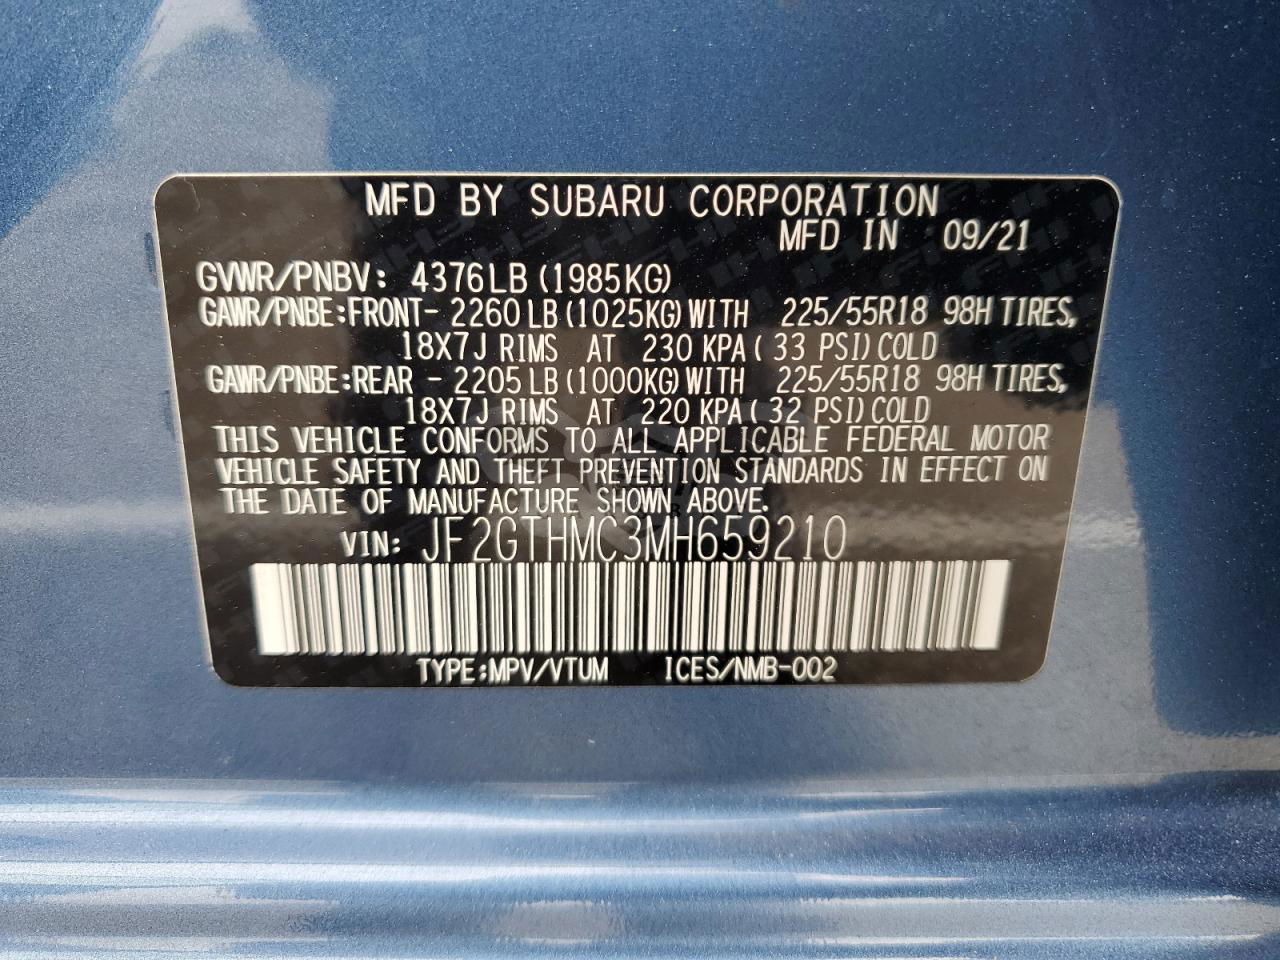 MFD BY SUBARU CORPORATION
MFD IN 09/21
GVWR/PNBV: 4376LB (1985KG)
GAWR/PNBE:FRONT- 2260 LB (1025KG) WITH 225/55R18 98H TIRES,
18X7J RIMS AT 230 KPA ( 33 PSI) COLD
GAWR/PNBE:REAR - 2205 LB (1000KG) WITH 225/55R18 98H TIRES,
18X7J RIMS AT 220 KPA ( 32 PSI) COLD
THIS VEHICLE CONFORMS TO ALL APPLICABLE FEDERAL MOTOR
VEHICLE SAFETY AND THEFT PREVENTION STANDARDS IN EFFECT ON
THE DATE OF MANUFACTURE SHOWN ABOVE.
VIN: JF2GTHMC3MH659210
TYPE:MPV/VTUM ICES/NMB-002